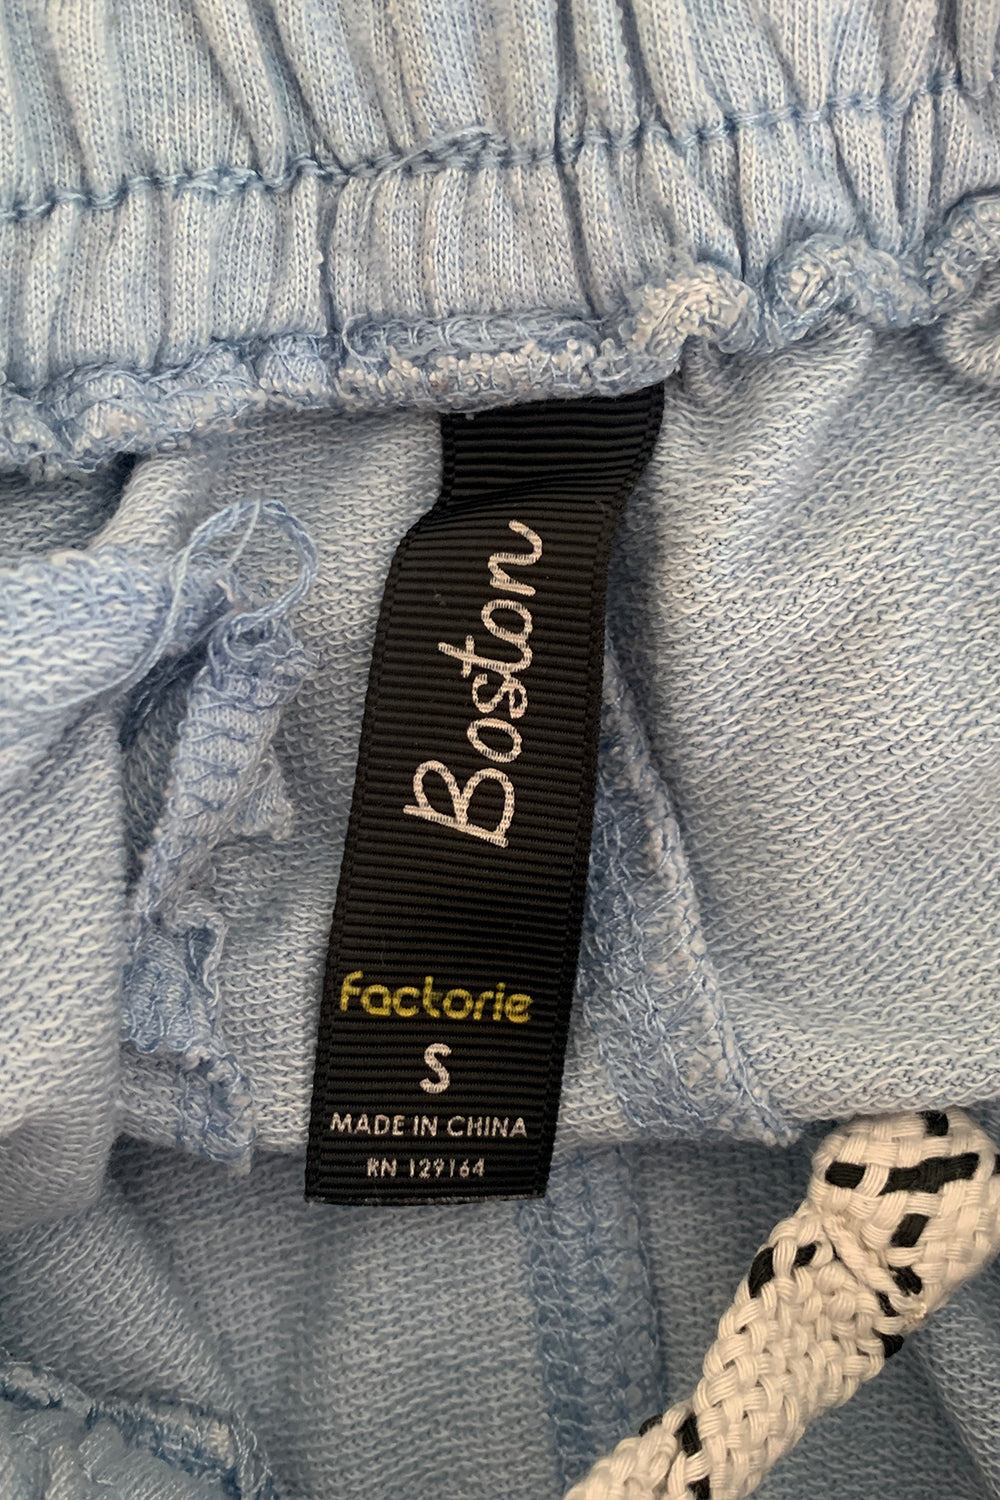 Boston
factorie
S
MADE IN CHINA
RN 129164